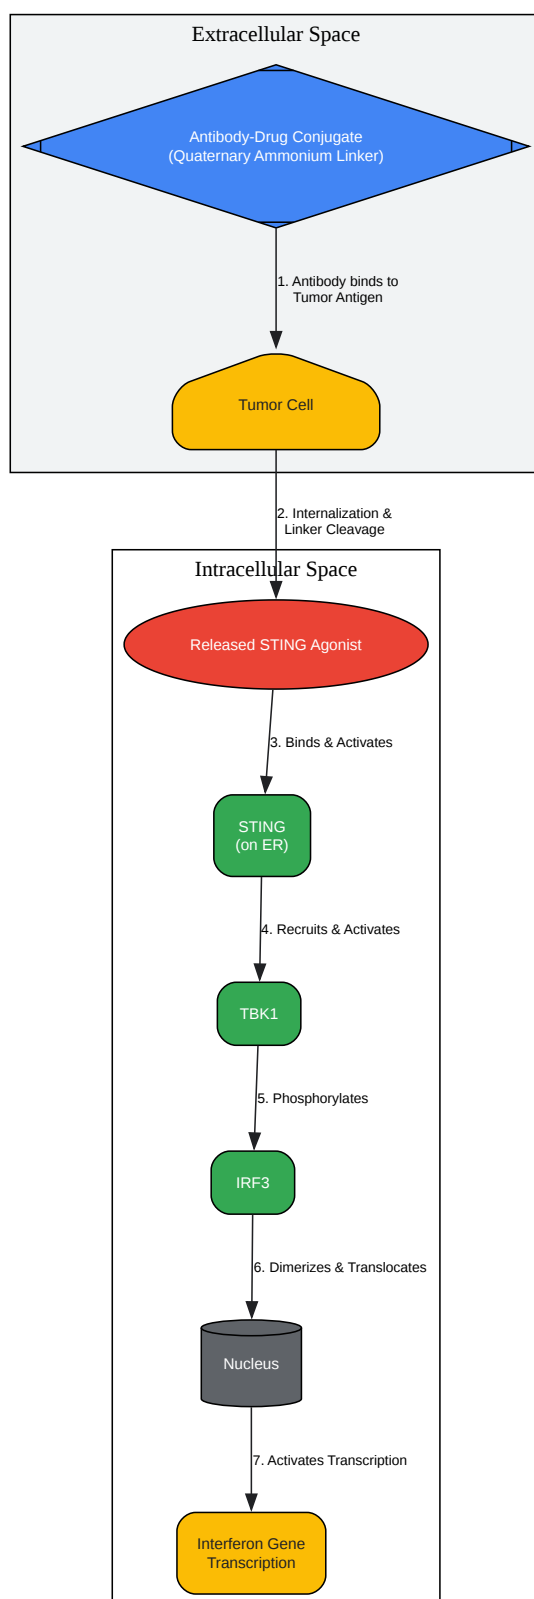 Extracellular Space
Antibody-Drug Conjugate
(Quaternary Ammonium Linker)
1. Antibody binds to
Tumor Antigen
Tumor Cell
2. Internalization &
Linker Cleavage
Intracellular Space
Released STING Agonist
3. Binds & Activates
STING
(on ER)
4. Recruits & Activates
TBK1
5. Phosphorylates
IRF3
6. Dimerizes & Translocates
Nucleus
7. Activates Transcription
Interferon Gene
Transcription